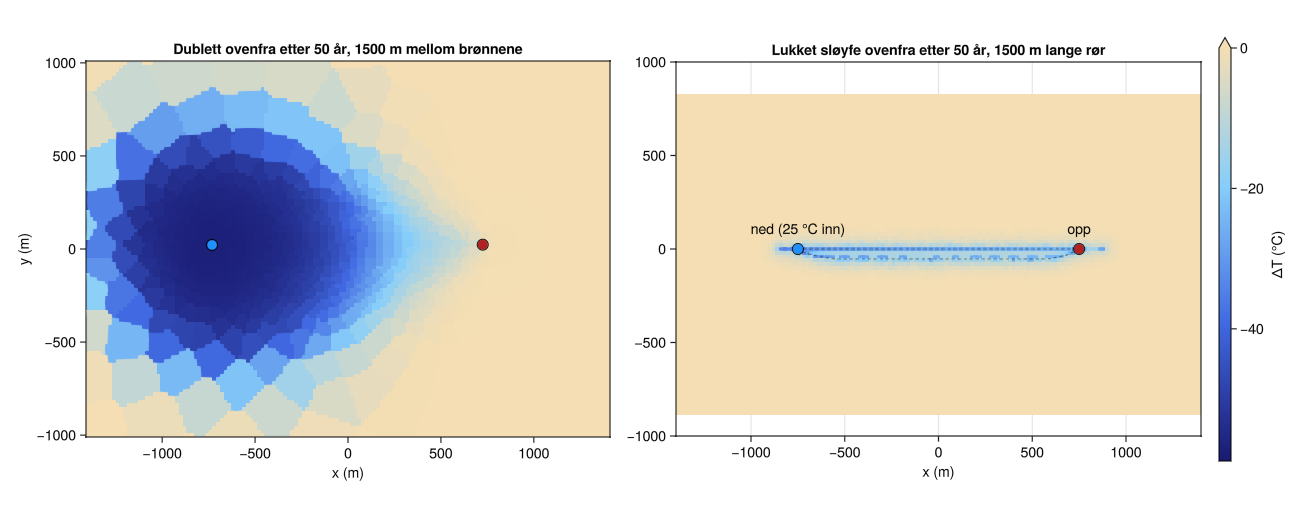 Dublett ovenfra etter 50 år, 1500 m mellom brønnene
1000
500
0
−500
−1000
y (m)
−1000
−500
0
500
1000
x (m)
Lukket sløyfe ovenfra etter 50 år, 1500 m lange rør
1000
500
0
−500
−1000
ned (25 °C inn)
opp
−1000
−500
0
500
1000
x (m)
0
−20
−40
ΔT (°C)